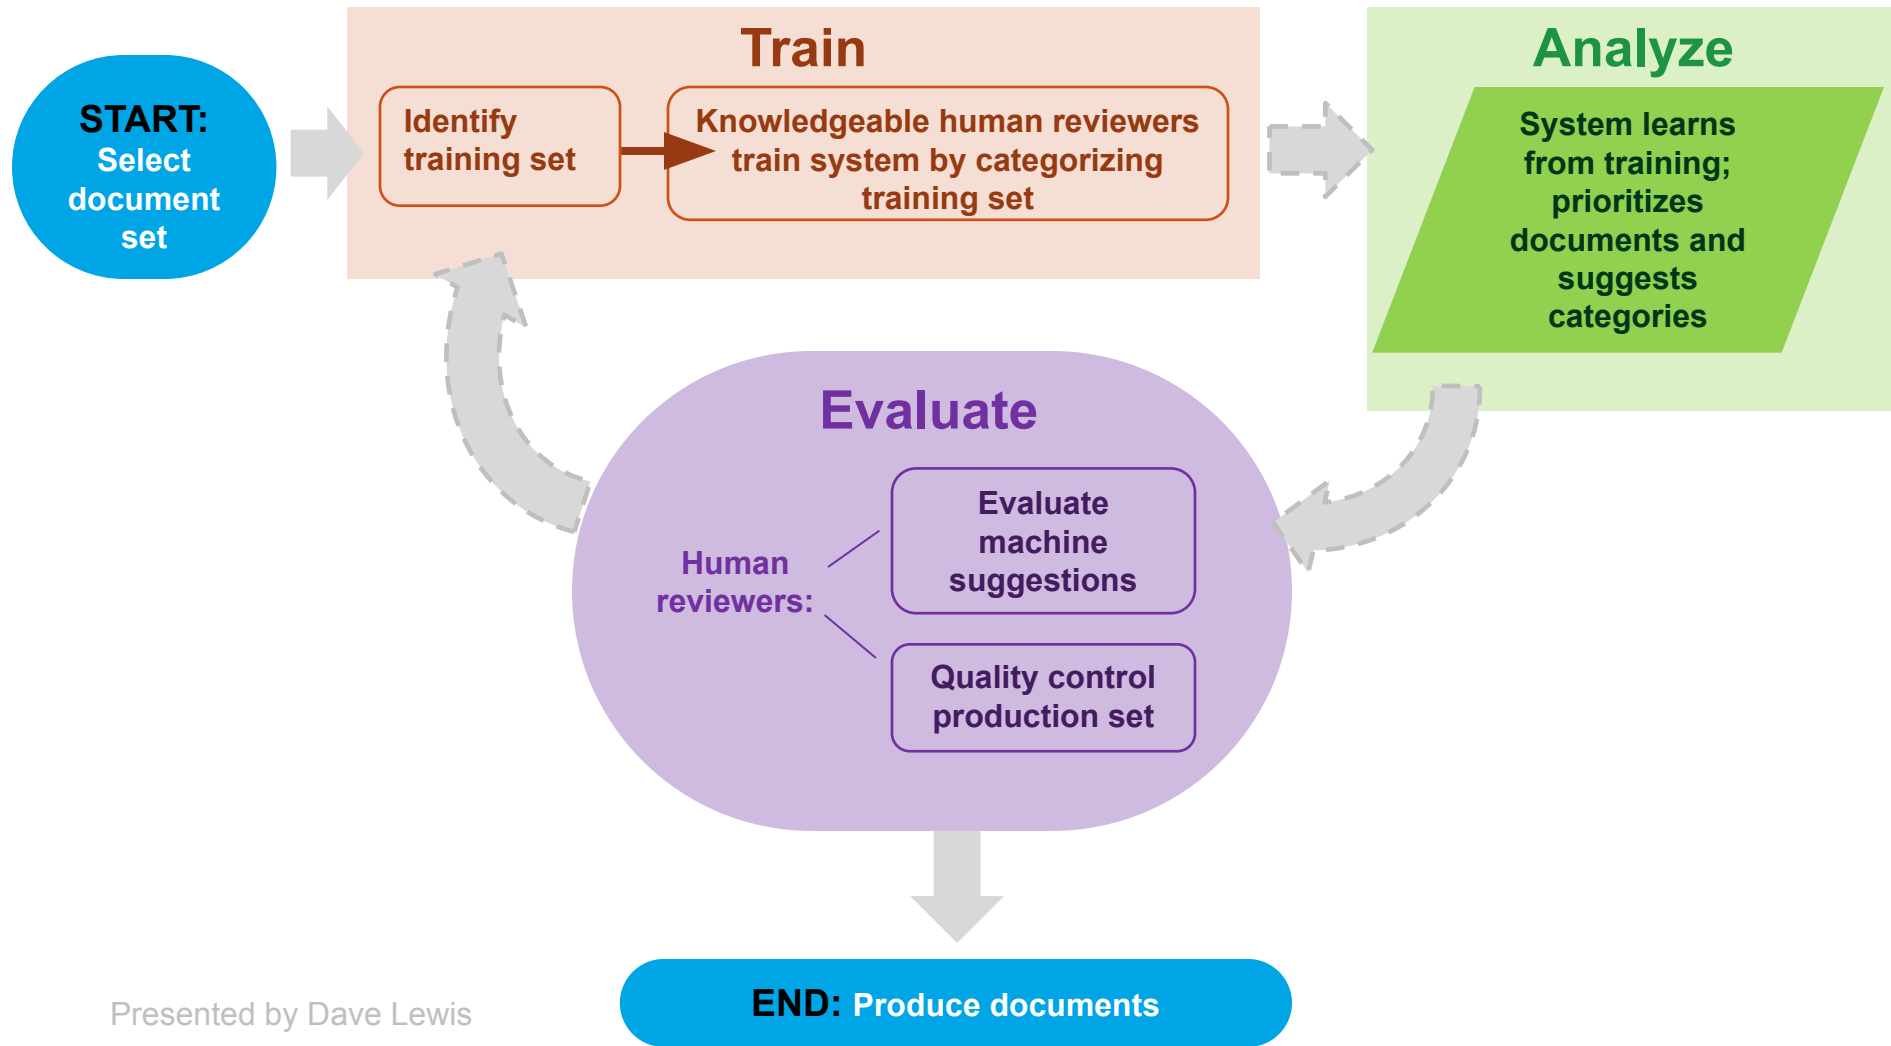 START:
Select
document
set
Train
Identify
training set
Knowledgeable human reviewers
train system by categorizing
training set
Analyze
System learns
from training;
prioritizes
documents and
suggests
categories
Evaluate
Human
reviewers:
Evaluate
machine
suggestions
Quality control
production set
END: Produce documents
Presented by Dave Lewis